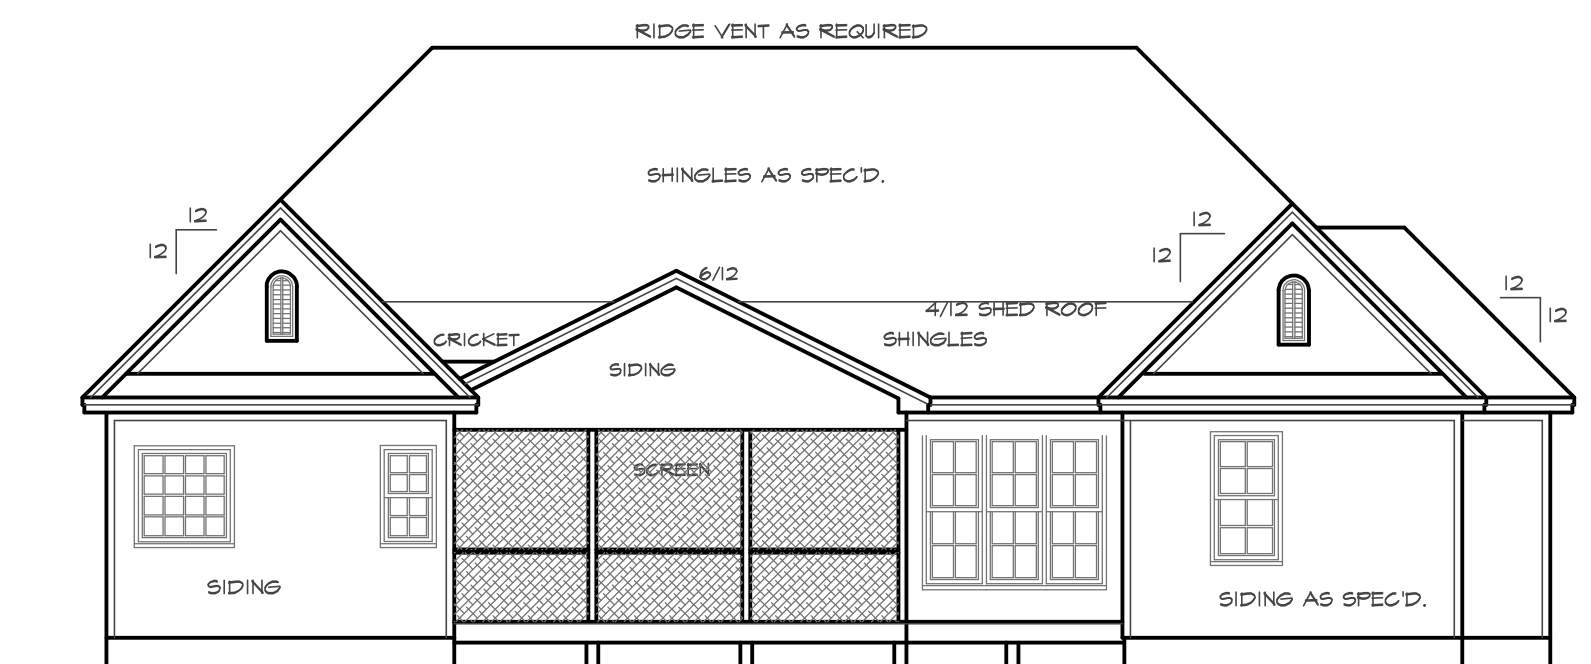 RIDGE VENT AS REQUIRED
SHINGLES AS SPEC'D.
12
12
12
12
6/12
12
12
4/12 SHED ROOF
CRICKET
SHINGLES
SIDING
SCREEN
SIDING
SIDING AS SPEC'D.